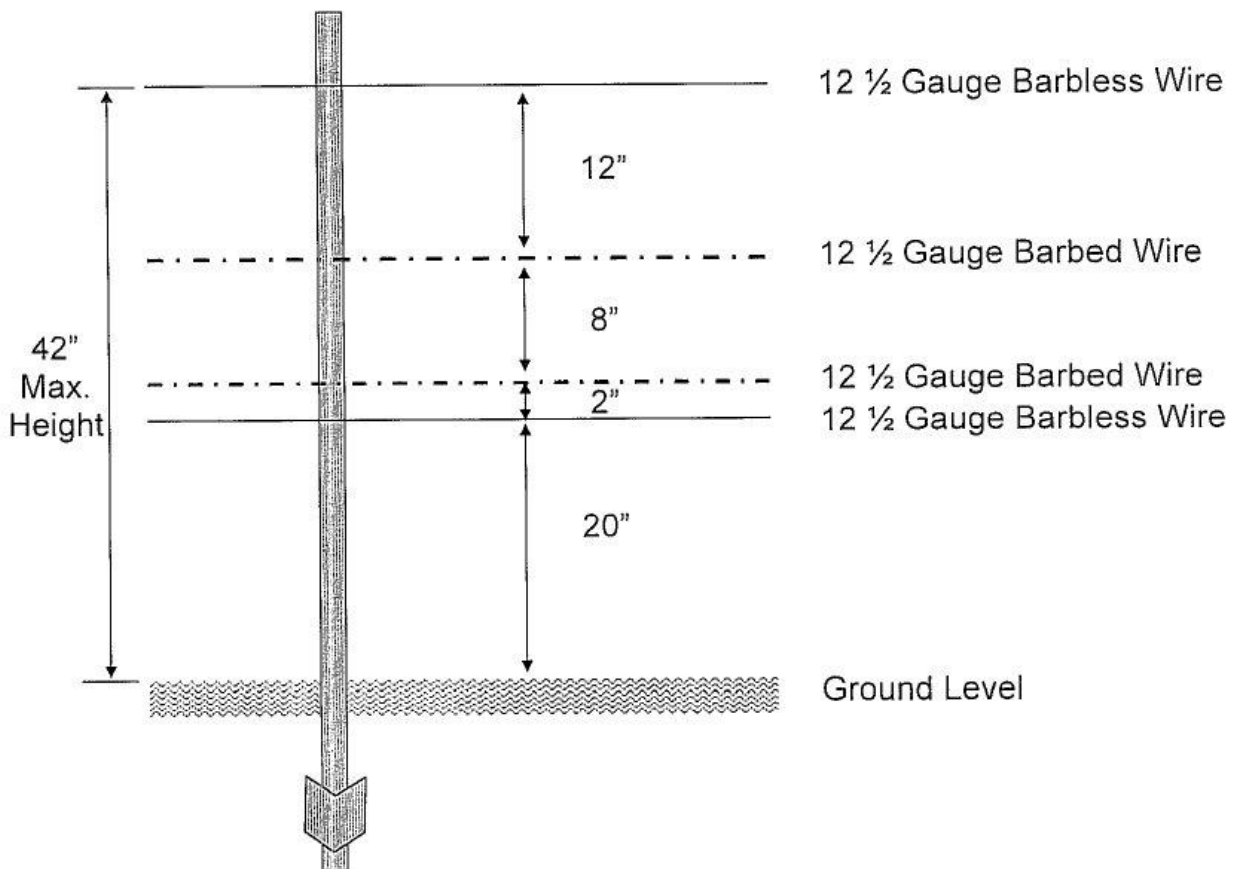 12 ½ Gauge Barbless Wire
12”
12 ½ Gauge Barbed Wire
8”
42”
Max.
Height
12 ½ Gauge Barbed Wire
2”
12 ½ Gauge Barbless Wire
20”
Ground Level